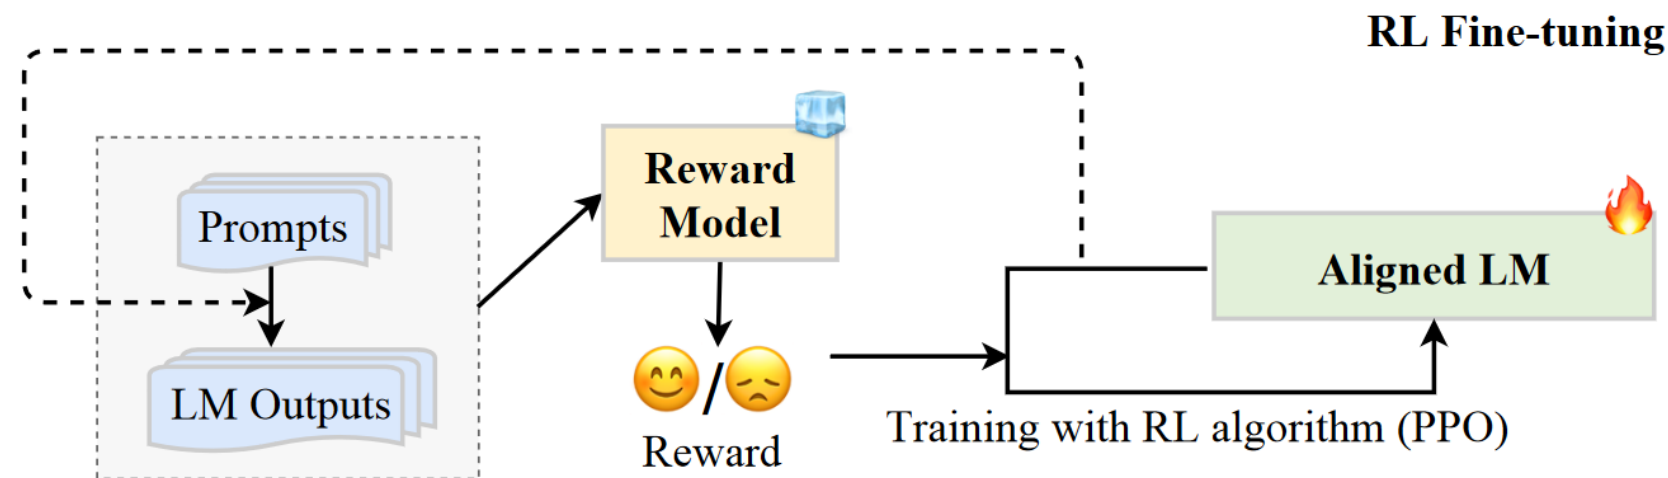 RL Fine-tuning
Prompts
LM Outputs
Reward
Model
/
Reward
Aligned LM
Training with RL algorithm (PPO)